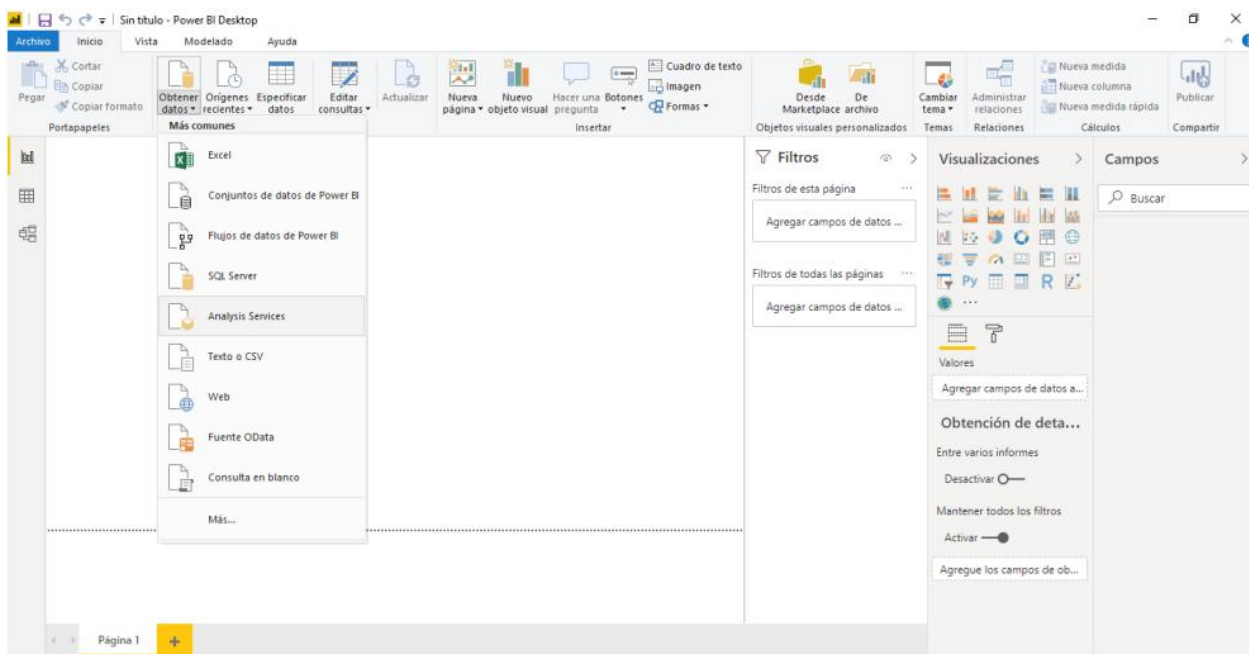 Sin título - Power BI Desktop
Archivo Inicio Vista Modelado Ayuda
Pegar
Cortar
Copiar
Copiar formato
Portapapeles
Obtener datos
Orígenes recientes
Especificar datos
Editar consultas
Actualizar
Nueva página
Nuevo objeto visual
Hacer una pregunta
Botones
Cuadro de texto
Imagen
Formas
Insertar
Desde Marketplace
De archivo
Objetos visuales personalizados
Cambiar tema
Temas
Administrar relaciones
Relaciones
Nueva medida
Nueva columna
Nueva medida rápida
Cálculos
Publicar
Compartir
Más comunes
Excel
Conjuntos de datos de Power BI
Flujos de datos de Power BI
SQL Server
Analysis Services
Texto o CSV
Web
Fuente OData
Consulta en blanco
Más...
Filtros
Filtros de esta página ...
Agregar campos de datos ...
Filtros de todas las páginas ...
Agregar campos de datos ...
Visualizaciones
Py
R
...
Valores
Agregar campos de datos a...
Obtención de deta...
Entre varios informes
Desactivar
Mantener todos los filtros
Activar
Agregue los campos de ob...
Campos
Buscar
Página 1
+